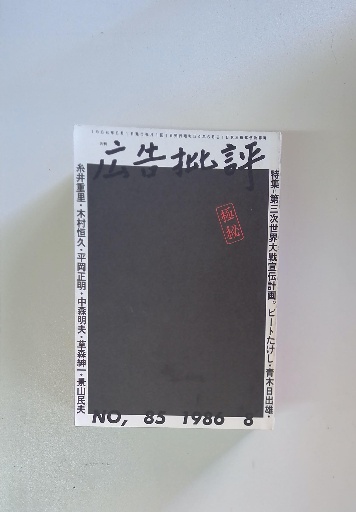 広告批評
特集=第三次世界大戦宣伝計画。ビートたけし・青木日出雄・
糸井重里・木村恒久・平岡正明・中森明夫・草森紳一・景山民夫
極秘
NO, 85 1986 8